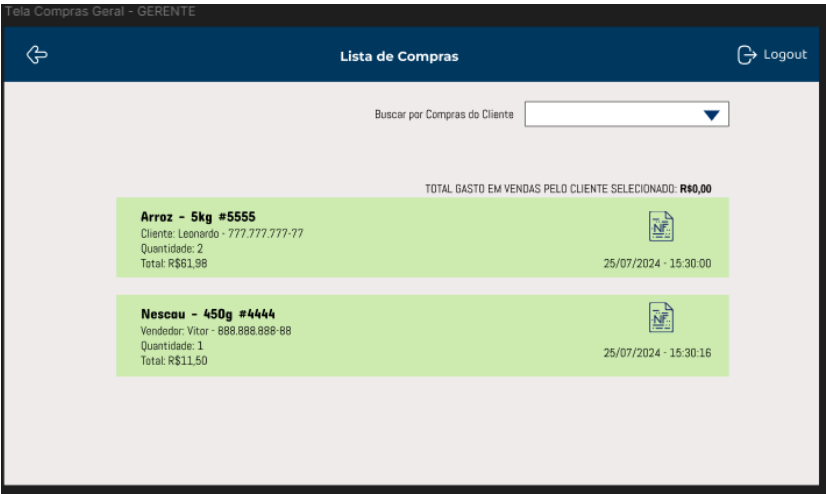 Tela Compras Geral - GERENTE
Lista de Compras
Logout
Buscar por Compras do Cliente
TOTAL GASTO EM VENDAS PELO CLIENTE SELECIONADO: R$0,00
Arroz - 5kg #5555
Cliente: Leonardo - 777.777.777-77
Quantidade: 2
Total: R$61,98
NF
25/07/2024 - 15:30:00
Nescau - 450g #4444
Vendedor: Vitor - 888.888.888-88
Quantidade: 1
Total: R$11,50
NF
25/07/2024 - 15:30:16